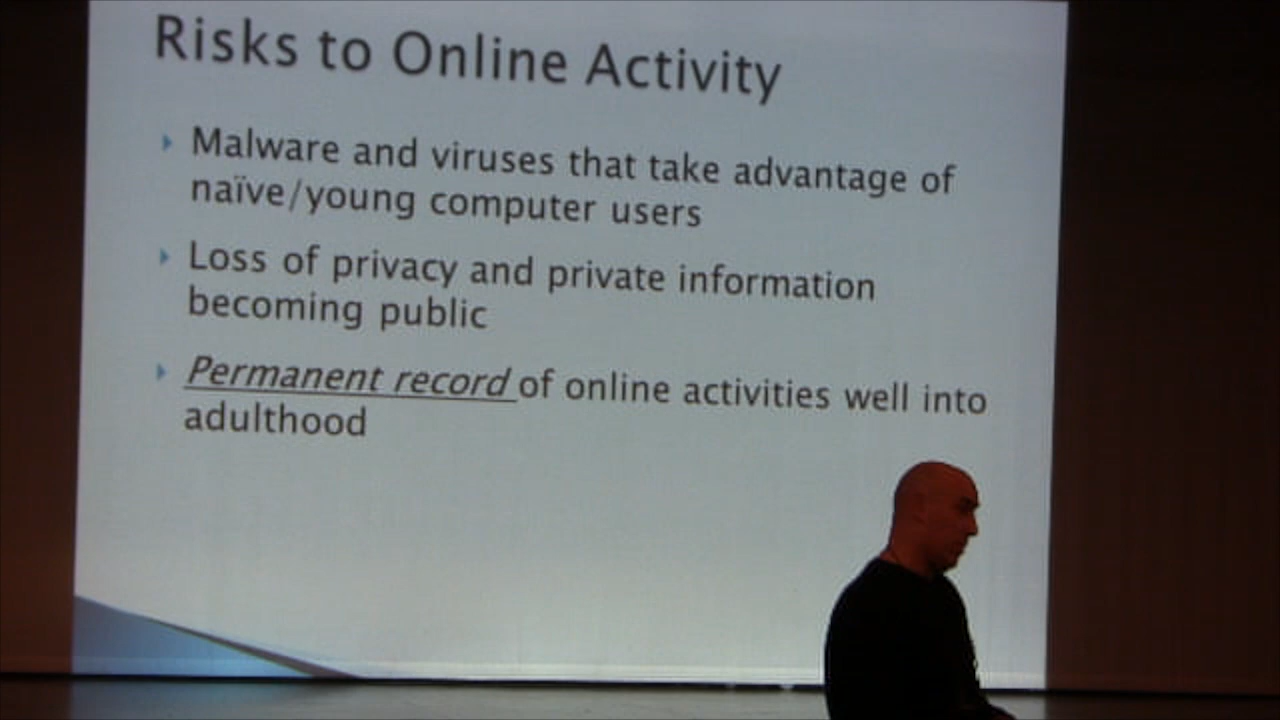 Risks to Online Activity
Malware and viruses that take advantage of
naïve/young computer users
Loss of privacy and private information
becoming public
Permanent record of online activities well into
adulthood